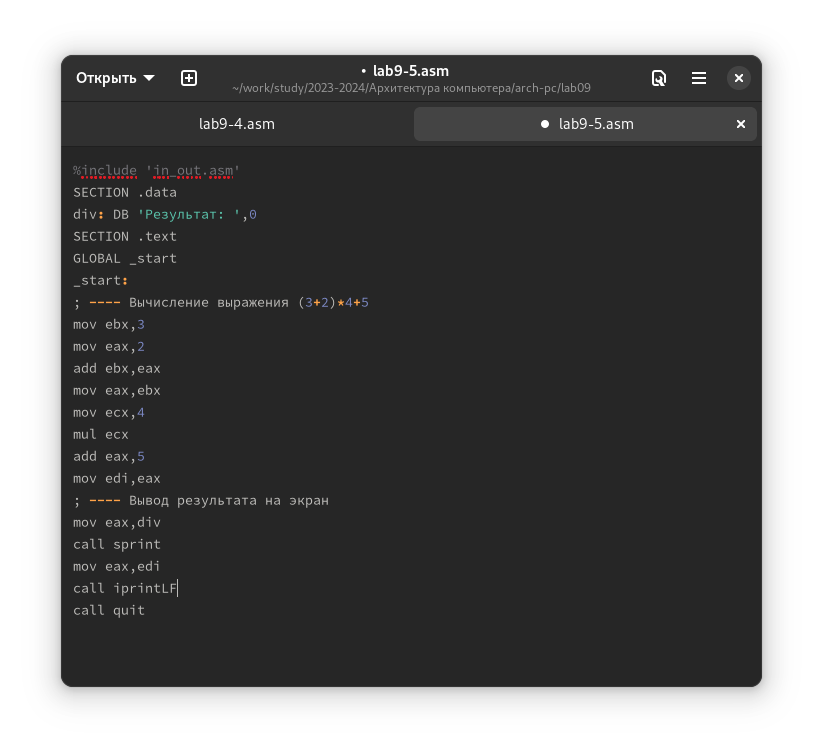 Открыть
• lab9-5.asm
~/work/study/2023-2024/Архитектура компьютера/arch-pc/lab09
lab9-4.asm
● lab9-5.asm
%include 'in_out.asm'
SECTION .data
div: DB 'Результат: ',0
SECTION .text
GLOBAL _start
_start:
; ---- Вычисление выражения (3+2)*4+5
mov ebx,3
mov eax,2
add ebx,eax
mov eax,ebx
mov ecx,4
mul ecx
add eax,5
mov edi,eax
; ---- Вывод результата на экран
mov eax,div
call sprint
mov eax,edi
call iprintLF
call quit